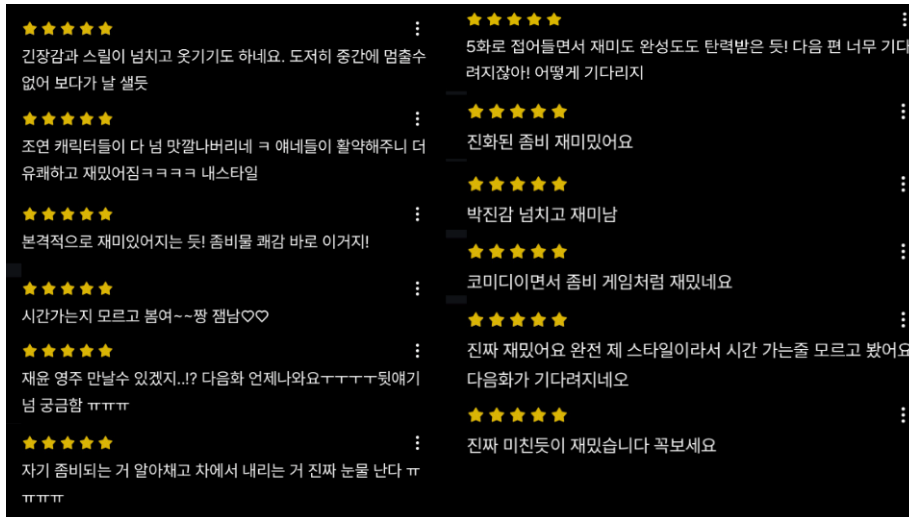 긴장감과 스릴이 넘치고 웃기기도 하네요. 도저히 중간에 멈출수
없어 보다가 날 샐듯
조연 캐릭터들이 다 넘 맛깔나버리네 ㅋ 얘네들이 활약해주니 더
유쾌하고 재밌어짐ㅋㅋㅋㅋ 내스타일
본격적으로 재미있어지는 듯! 좀비물 쾌감 바로 이거지!
시간가는지 모르고 봄여~~짱 잼남♡♡
재윤 영주 만날수 있겠지..!? 다음화 언제나와요ㅜㅜㅜㅜ뒷얘기
넘 궁금함 ㅠㅠㅠ
자기 좀비되는 거 알아채고 차에서 내리는 거 진짜 눈물 난다 ㅠ
ㅠㅠㅠ
5화로 접어들면서 재미도 완성도도 탄력받은 듯! 다음 편 너무 기다
려지잖아! 어떻게 기다리지
진화된 좀비 재미밌어요
박진감 넘치고 재미남
코미디이면서 좀비 게임처럼 재밌네요
진짜 재밌어요 완전 제 스타일이라서 시간 가는줄 모르고 봤어요
다음화가 기다려지네오
진짜 미친듯이 재밌습니다 꼭보세요